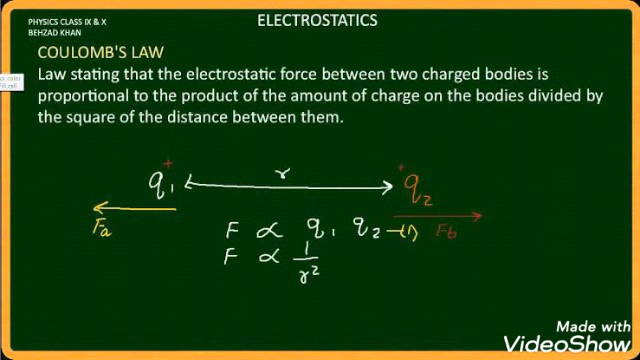 ELECTROSTATICS
PHYSICS CLASS IX & X
BEHZAD KHAN
COULOMB'S LAW
Law stating that the electrostatic force between two charged bodies is
proportional to the product of the amount of charge on the bodies divided by
the square of the distance between them.
+ r +
q₁ q₂
Fa Fb
F ∝ q₁ q₂ —(1)
F ∝ 1/r²
Made with
VideoShow